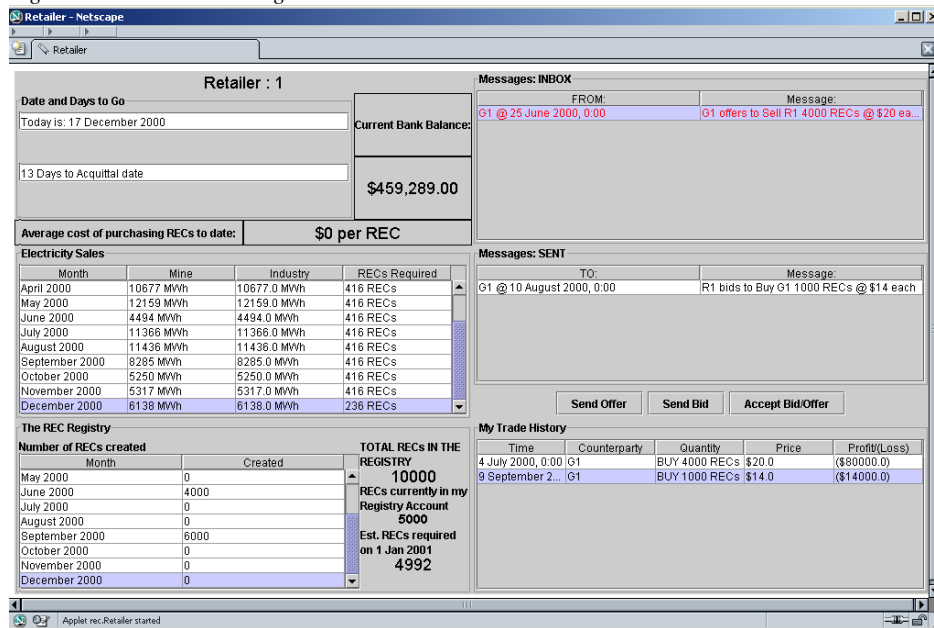 Retailer - Netscape
Retailer
Retailer : 1
Date and Days to Go
Today is: 17 December 2000
13 Days to Acquittal date
Current Bank Balance:
$459,289.00
Average cost of purchasing RECs to date:
$0 per REC
Electricity Sales
Month Mine Industry RECs Required
April 2000 10677 MWh 10677.0 MWh 416 RECs
May 2000 12159 MWh 12159.0 MWh 416 RECs
June 2000 4494 MWh 4494.0 MWh 416 RECs
July 2000 11366 MWh 11366.0 MWh 416 RECs
August 2000 11436 MWh 11436.0 MWh 416 RECs
September 2000 8285 MWh 8285.0 MWh 416 RECs
October 2000 5250 MWh 5250.0 MWh 416 RECs
November 2000 5317 MWh 5317.0 MWh 416 RECs
December 2000 6138 MWh 6138.0 MWh 236 RECs
The REC Registry
Number of RECs created
Month Created
May 2000 0
June 2000 4000
July 2000 0
August 2000 0
September 2000 6000
October 2000 0
November 2000 0
December 2000 0
TOTAL RECs IN THE
REGISTRY
10000
RECs currently in my
Registry Account
5000
Est. RECs required
on 1 Jan 2001
4992
Messages: INBOX
FROM: Message:
G1 @ 25 June 2000, 0:00 G1 offers to Sell R1 4000 RECs @ $20 ea...
Messages: SENT
TO: Message:
G1 @ 10 August 2000, 0:00 R1 bids to Buy G1 1000 RECs @ $14 each
Send Offer Send Bid Accept Bid/Offer
My Trade History
Time Counterparty Quantity Price Profit/(Loss)
4 July 2000, 0:00 G1 BUY 4000 RECs $20.0 ($80000.0)
9 September 2... G1 BUY 1000 RECs $14.0 ($14000.0)
Applet rec.Retailer started